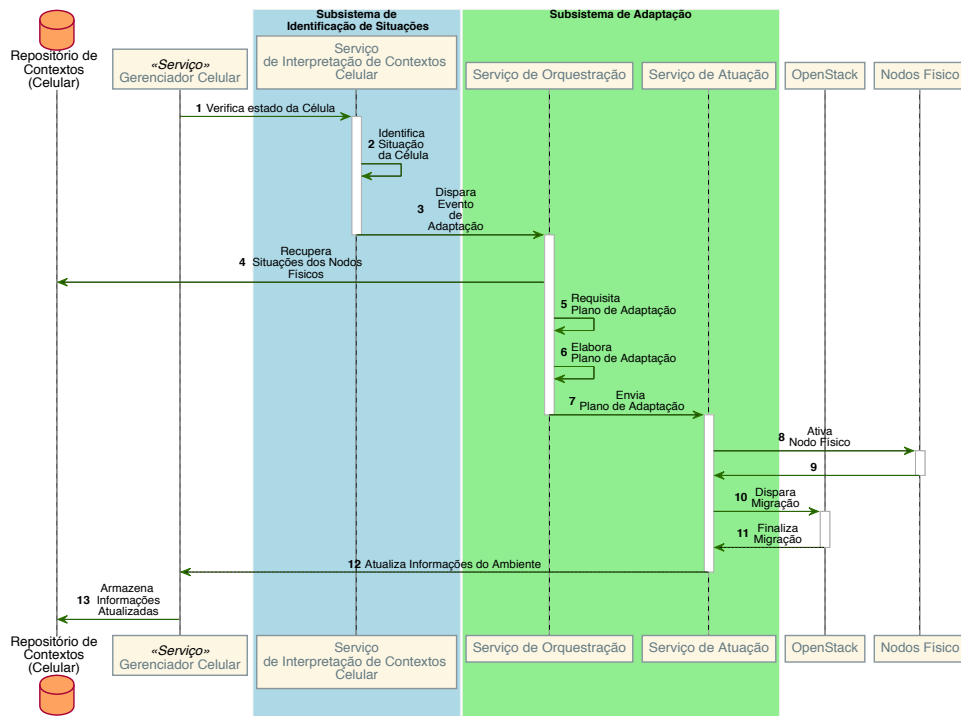 Subsistema de
Identificação de Situações
Subsistema de Adaptação
Repositório de
Contextos
(Celular)
«Serviço»
Gerenciador Celular
Serviço
de Interpretação de Contextos
Celular
Serviço de Orquestração
Serviço de Atuação
OpenStack
Nodos Físico
1 Verifica estado da Célula
2 Identifica
Situação
da Célula
3 Dispara
Evento
de
Adaptação
4 Recupera
Situações dos Nodos
Físicos
5 Requisita
Plano de Adaptação
6 Elabora
Plano de Adaptação
7 Envia
Plano de Adaptação
8 Ativa
Nodo Físico
9
10 Dispara
Migração
11 Finaliza
Migração
12 Atualiza Informações do Ambiente
13 Armazena
Informações
Atualizadas
Repositório de
Contextos
(Celular)
«Serviço»
Gerenciador Celular
Serviço
de Interpretação de Contextos
Celular
Serviço de Orquestração
Serviço de Atuação
OpenStack
Nodos Físico